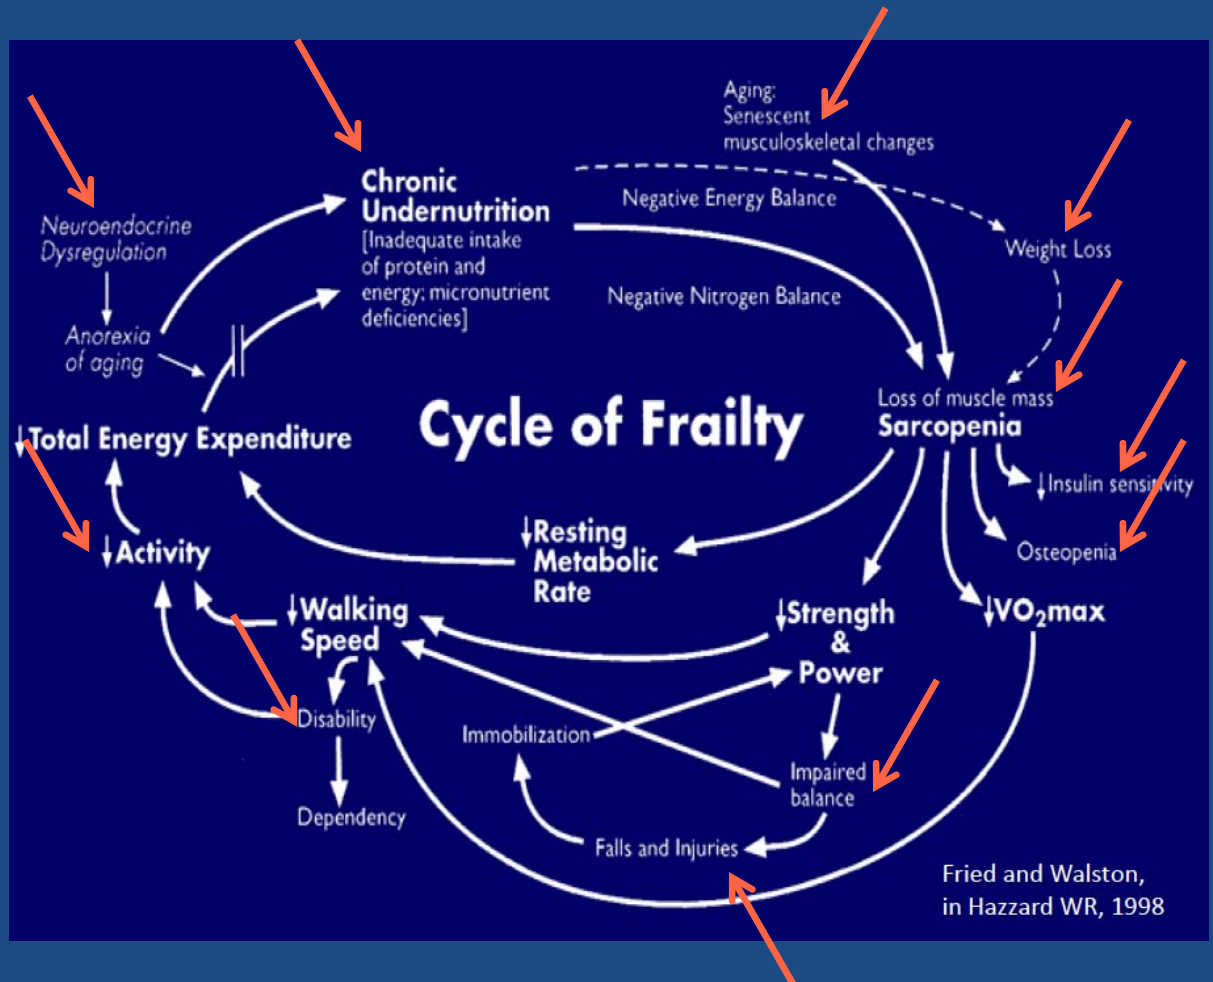 Aging:
Senescent
musculoskeletal changes
Chronic
Undernutrition
[Inadequate intake
of protein and
energy; micronutrient
deficiencies]
Negative Energy Balance
Negative Nitrogen Balance
Weight Loss
Neuroendocrine
Dysregulation
Anorexia
of aging
Cycle of Frailty
Loss of muscle mass
Sarcopenia
↓Total Energy Expenditure
↓Insulin sensitivity
Osteopenia
↓Activity
↓Resting
Metabolic
Rate
↓Walking
Speed
↓Strength
&
Power
↓VO₂max
Disability
Immobilization
Impaired
balance
Dependency
Falls and Injuries
Fried and Walston,
in Hazzard WR, 1998